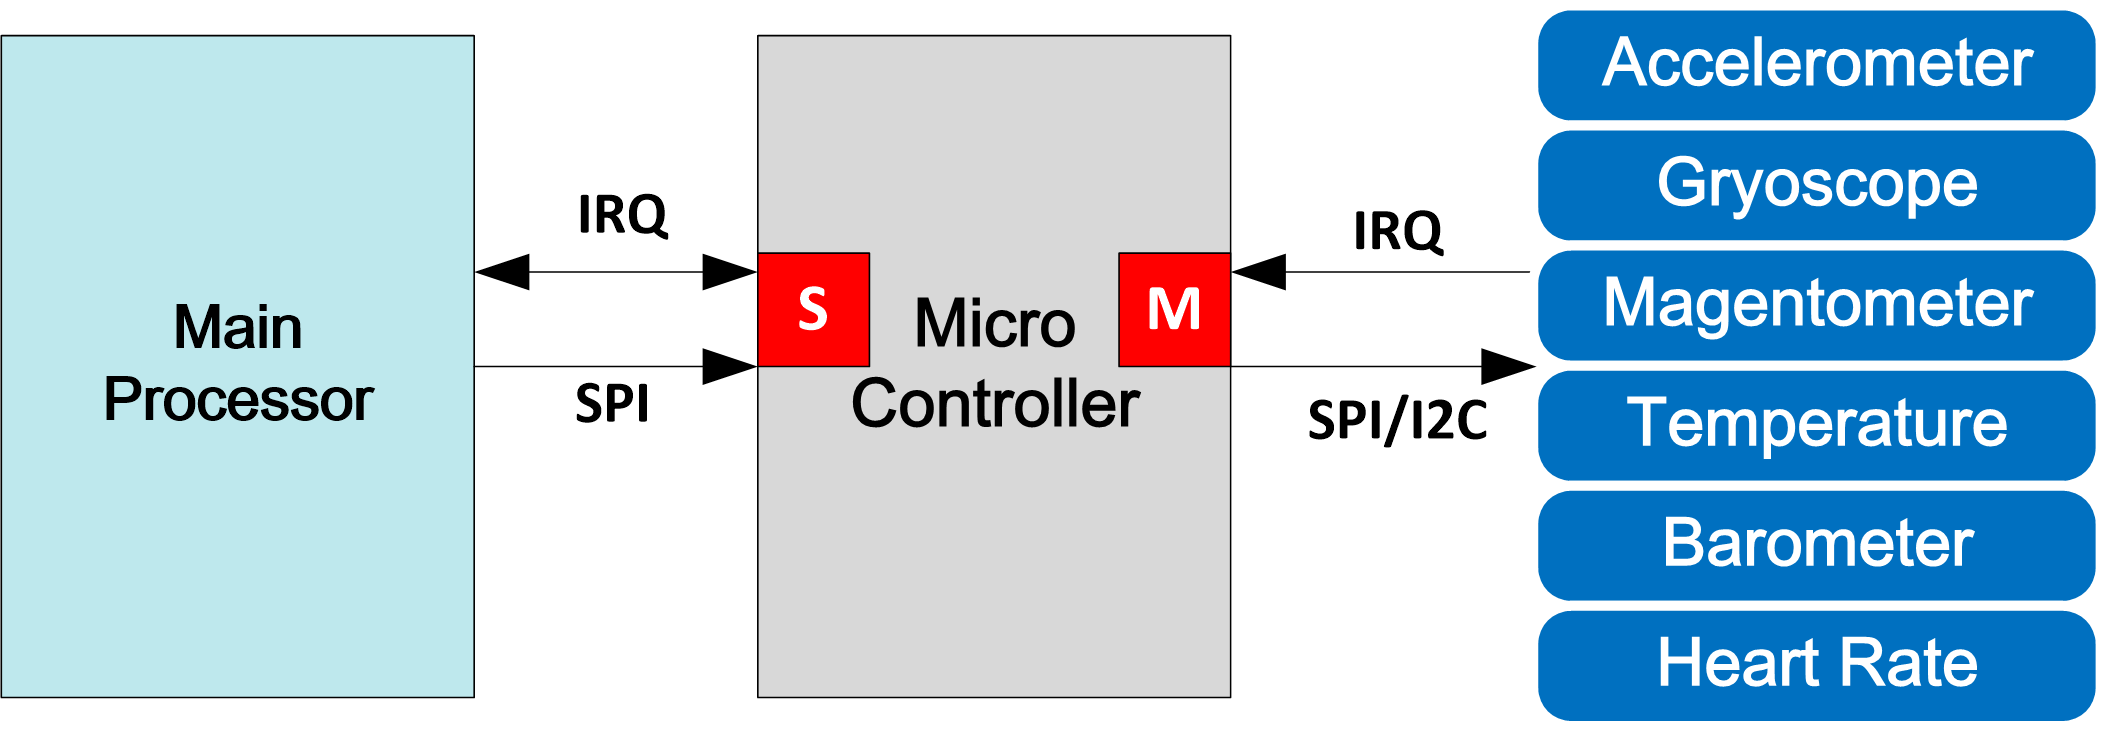 Main
Processor
IRQ
SPI
S
Micro
Controller
M
IRQ
SPI/I2C
Accelerometer
Gryoscope
Magentometer
Temperature
Barometer
Heart Rate